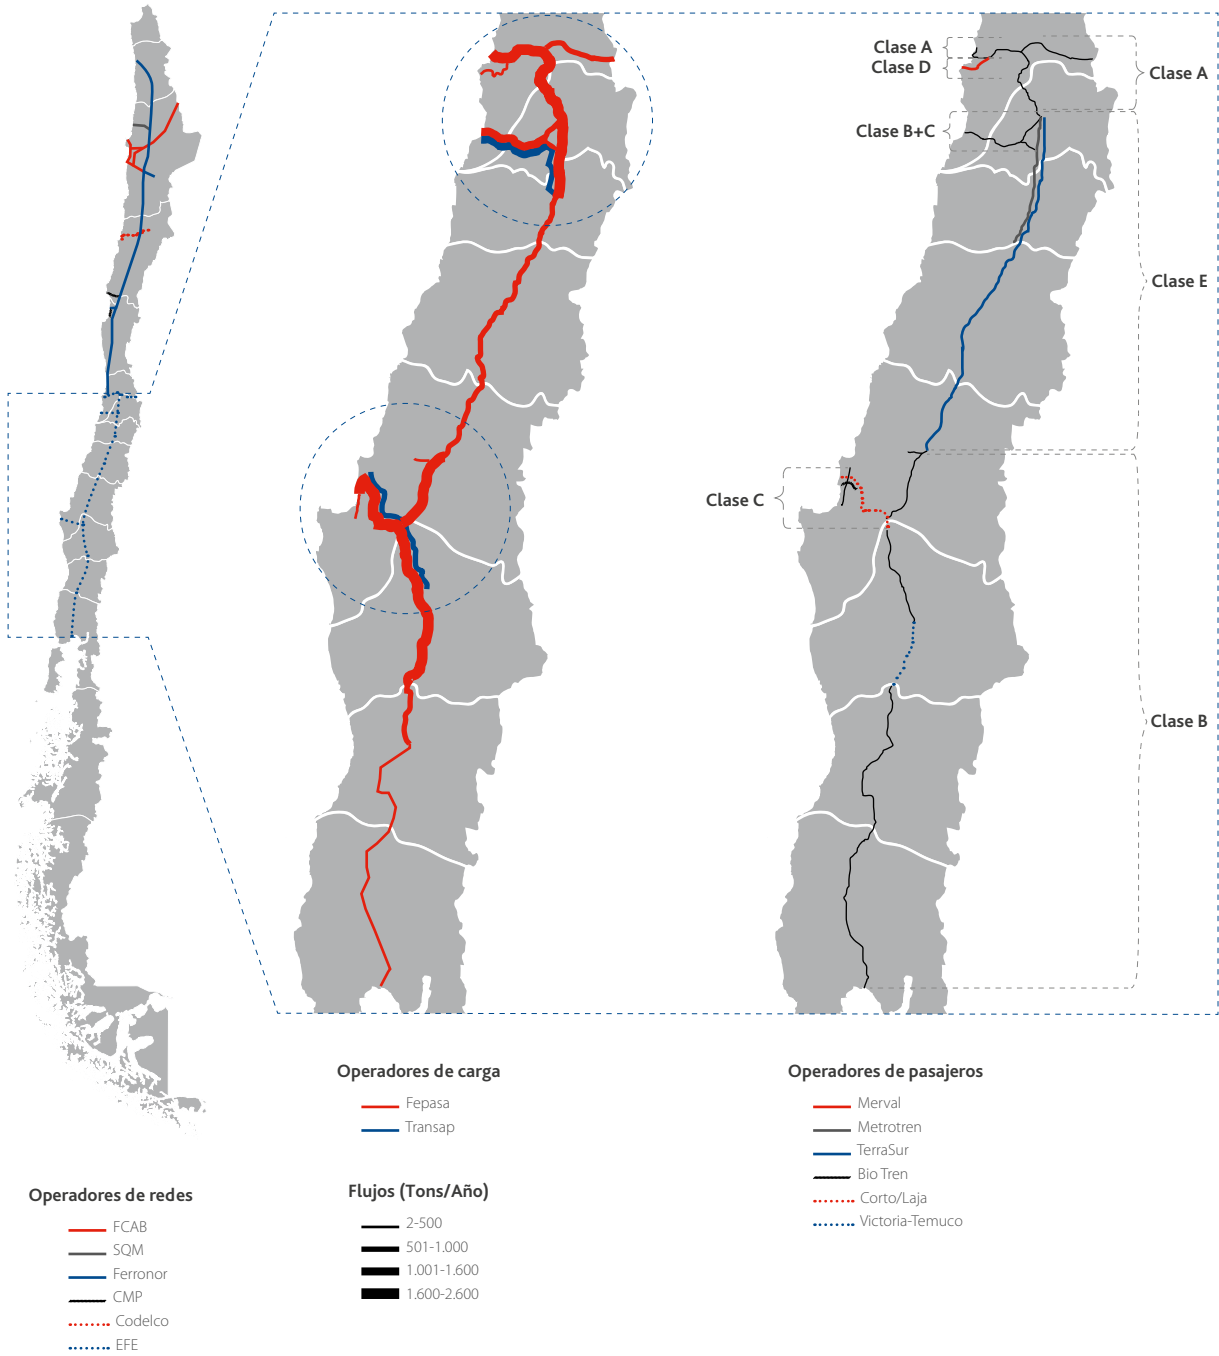 Clase A
Clase D
Clase A
Clase B+C
Clase E
Clase C
Clase B
Operadores de carga
Fepasa
Transap
Operadores de pasajeros
Merval
Metrotren
TerraSur
Bio Tren
Corto/Laja
Victoria-Temuco
Operadores de redes
FCAB
SQM
Ferronor
CMP
Codelco
EFE
Flujos (Tons/Año)
2-500
501-1.000
1.001-1.600
1.600-2.600